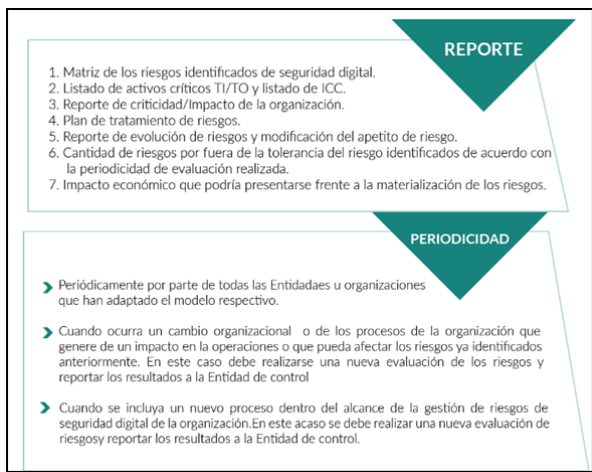 REPORTE
1. Matriz de los riesgos identificados de seguridad digital.
2. Listado de activos críticos TI/TO y listado de ICC.
3. Reporte de criticidad/Impacto de la organización.
4. Plan de tratamiento de riesgos.
5. Reporte de evolución de riesgos y modificación del apetito de riesgo.
6. Cantidad de riesgos por fuera de la tolerancia del riesgo identificados de acuerdo con
la periodicidad de evaluación realizada.
7. Impacto económico que podría presentarse frente a la materialización de los riesgos.
PERIODICIDAD
Periódicamente por parte de todas las Entidadaes u organizaciones
que han adaptado el modelo respectivo.
Cuando ocurra un cambio organizacional o de los procesos de la organización que
genere de un impacto en la operaciones o que pueda afectar los riesgos ya identificados
anteriormente. En este caso debe realizarse una nueva evaluación de los riesgos y
reportar los resultados a la Entidad de control
Cuando se incluya un nuevo proceso dentro del alcance de la gestión de riesgos de
seguridad digital de la organización.En este acaso se debe realizar una nueva evaluación de
riesgosy reportar los resultados a la Entidad de control.